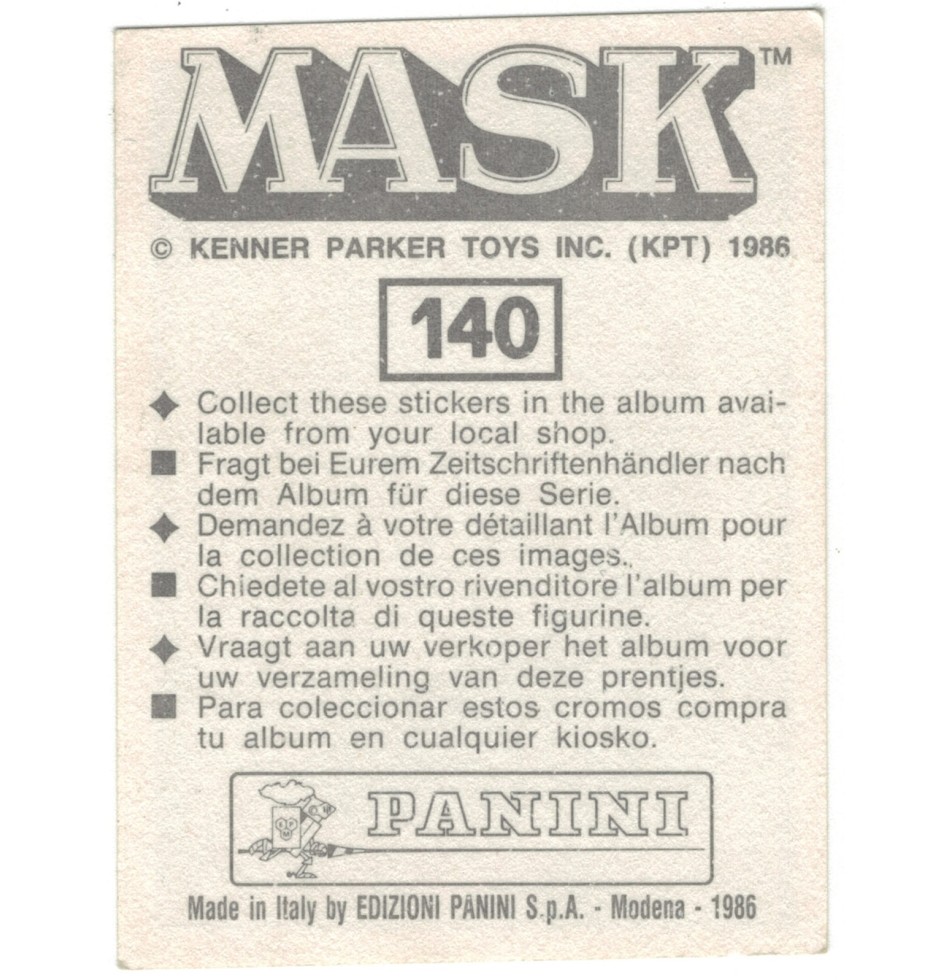 MASK™
© KENNER PARKER TOYS INC. (KPT) 1986
140
Collect these stickers in the album avai-
lable from your local shop.
Fragt bei Eurem Zeitschriftenhändler nach
dem Album für diese Serie.
Demandez à votre détaillant l'Album pour
la collection de ces images.
Chiedete al vostro rivenditore l'album per
la raccolta di queste figurine.
Vraagt aan uw verkoper het album voor
uw verzameling van deze prentjes.
Para coleccionar estos cromos compra
tu album en cualquier kiosko.
PANINI
Made in Italy by EDIZIONI PANINI S.p.A. - Modena - 1986